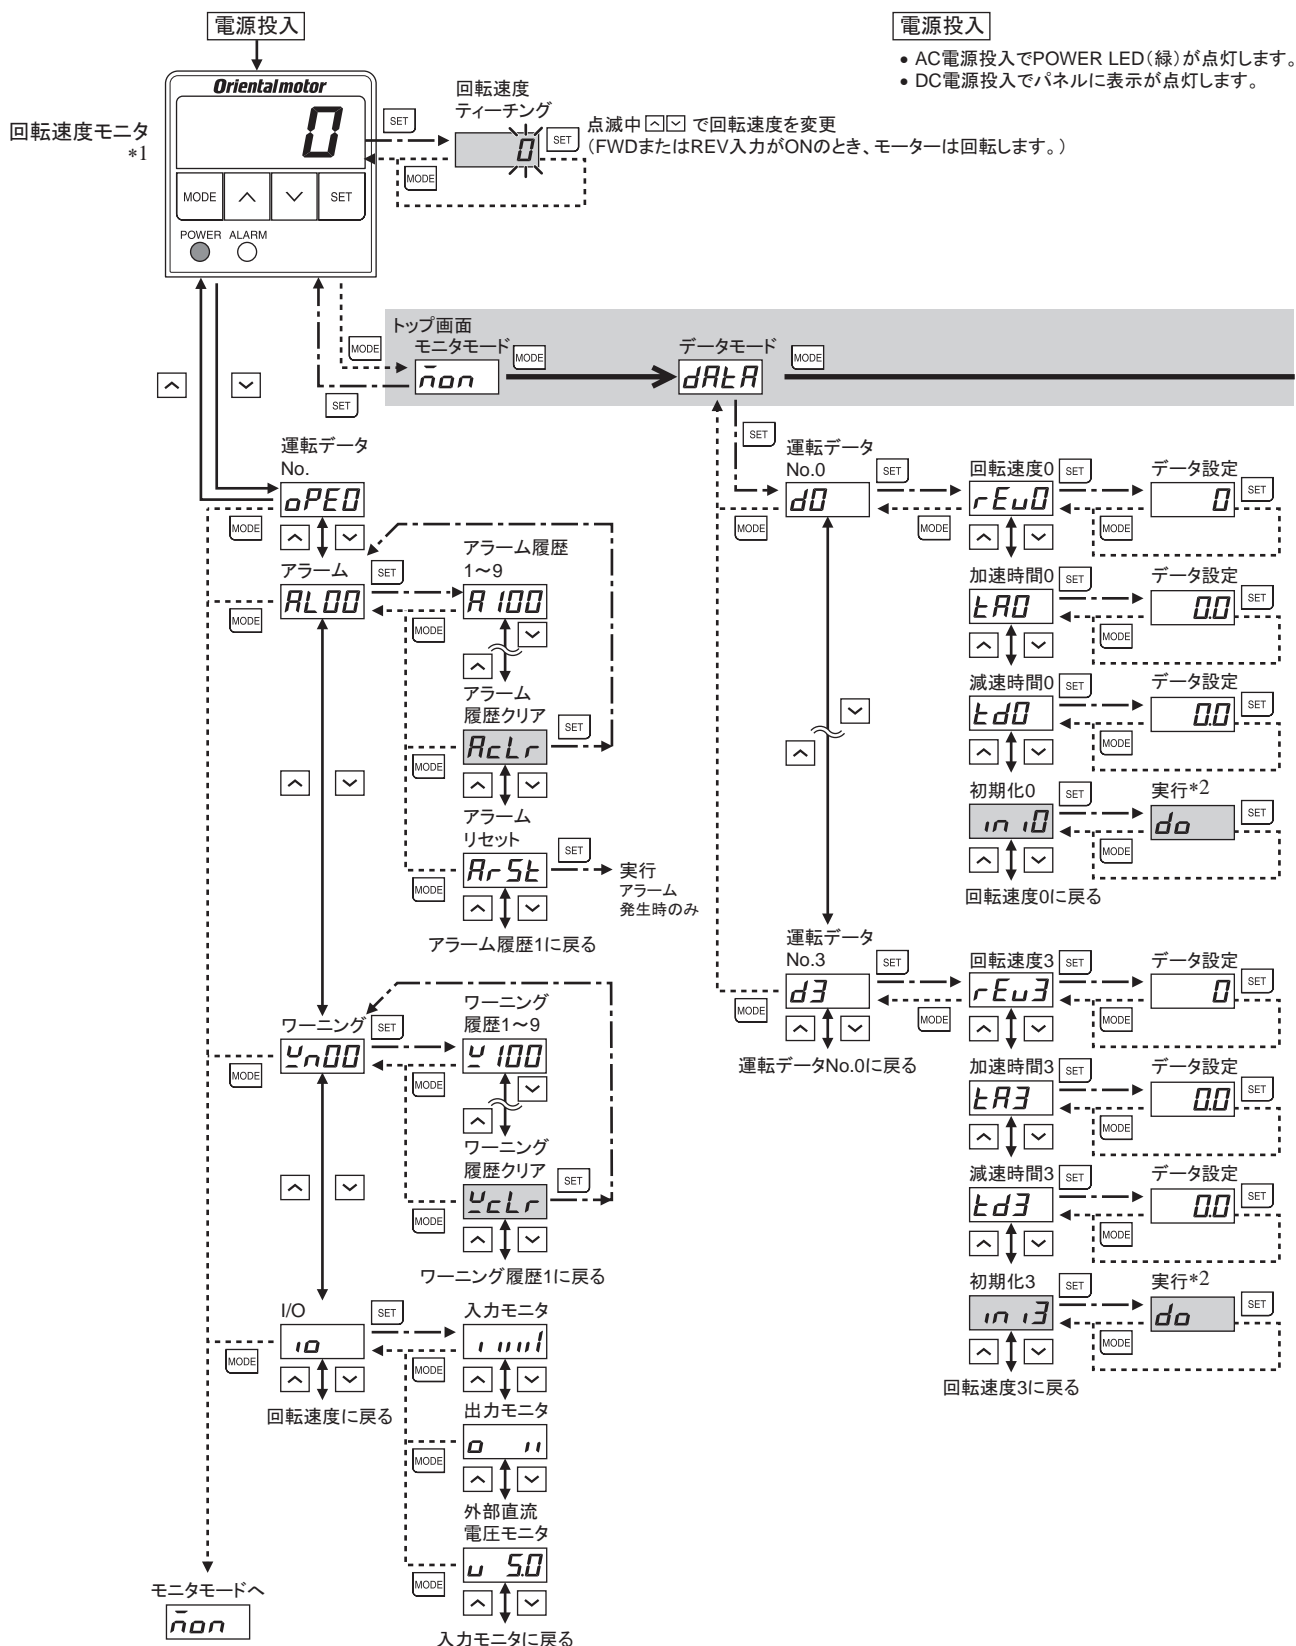 電源投入
電源投入
• AC電源投入でPOWER LED（緑）が点灯します。
• DC電源投入でパネルに表示が点灯します。
Orientalmotor
0
回転速度モニタ
*1
MODE
SET
POWER ALARM
SET
MODE
回転速度
ティーチング
0
SET
点滅中 で回転速度を変更
（FWDまたはREV入力がONのとき、モーターは回転します。）
MODE
SET
トップ画面
モニタモード
mon
MODE
データモード
dAtA
MODE
運転データ
No.
oPE0
MODE
アラーム
AL00
SET
MODE
アラーム履歴
1～9
A 100
MODE
アラーム
履歴クリア
AcLr
SET
MODE
アラーム
リセット
ArSt
SET
MODE
実行
アラーム
発生時のみ
アラーム履歴1に戻る
ワーニング
Wn00
SET
MODE
ワーニング
履歴1～9
W 100
MODE
ワーニング
履歴クリア
WcLr
SET
MODE
ワーニング履歴1に戻る
I/O
io
SET
MODE
回転速度に戻る
入力モニタ
MODE
出力モニタ
MODE
外部直流
電圧モニタ
u 5.0
MODE
入力モニタに戻る
モニタモードへ
mon
SET
運転データ
No.0
d0
SET
MODE
MODE
回転速度0
rEv0
SET
データ設定
0
SET
MODE
加速時間0
tA0
SET
データ設定
0.0
SET
MODE
減速時間0
td0
SET
データ設定
0.0
SET
MODE
初期化0
ini0
SET
実行*2
do
SET
MODE
回転速度0に戻る
運転データ
No.3
d3
SET
MODE
MODE
運転データNo.0に戻る
回転速度3
rEv3
SET
データ設定
0
SET
MODE
加速時間3
tA3
SET
データ設定
0.0
SET
MODE
減速時間3
td3
SET
データ設定
0.0
SET
MODE
初期化3
ini3
SET
実行*2
do
SET
MODE
回転速度3に戻る